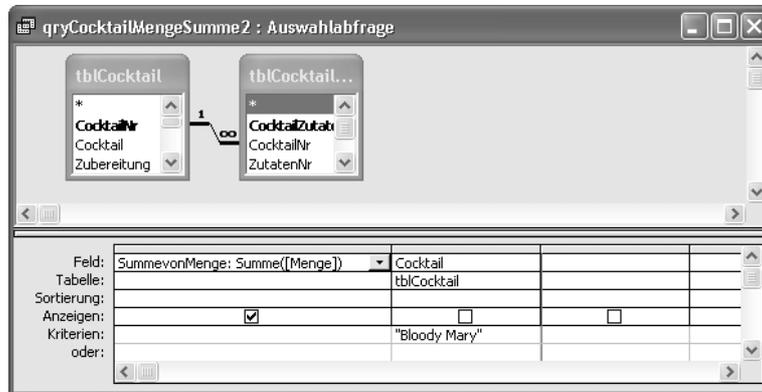 qryCocktailMengeSumme2 : Auswahlabfrage
tblCocktail
*
CocktailNr
Cocktail
Zubereitung
1
∞
tblCocktail...
*
CocktailZutate
CocktailNr
ZutatenNr
Feld: SummevonMenge: Summe([Menge]) Cocktail
Tabelle: tblCocktail
Sortierung:
Anzeigen:
Kriterien: "Bloody Mary"
oder: